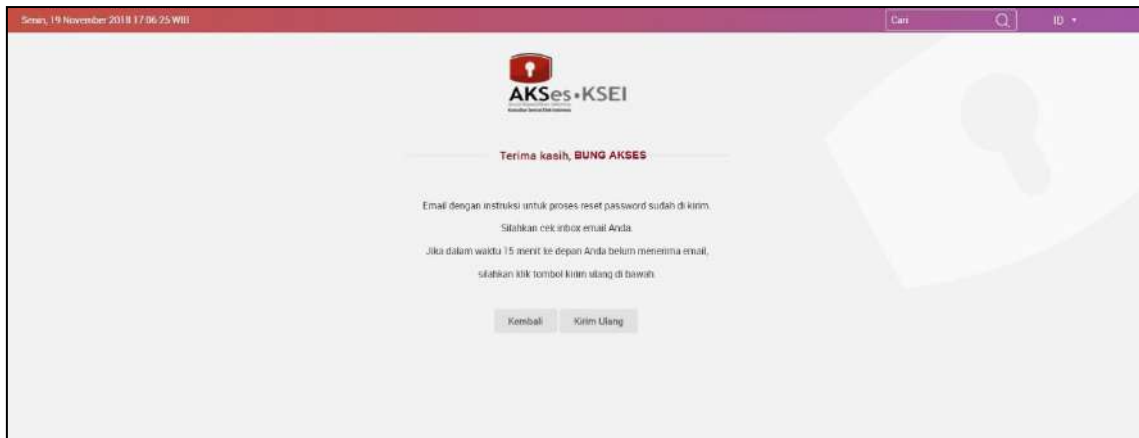 Senin, 19 November 2018 17:06:25 WIB
Cari
ID
AKSes•KSEI
Terima kasih, BUNG AKSES
Email dengan instruksi untuk proses reset password sudah di kirim.
Silahkan cek inbox email Anda.
Jika dalam waktu 15 menit ke depan Anda belum menerima email,
silahkan klik tombol kirim ulang di bawah.
Kembali
Kirim Ulang